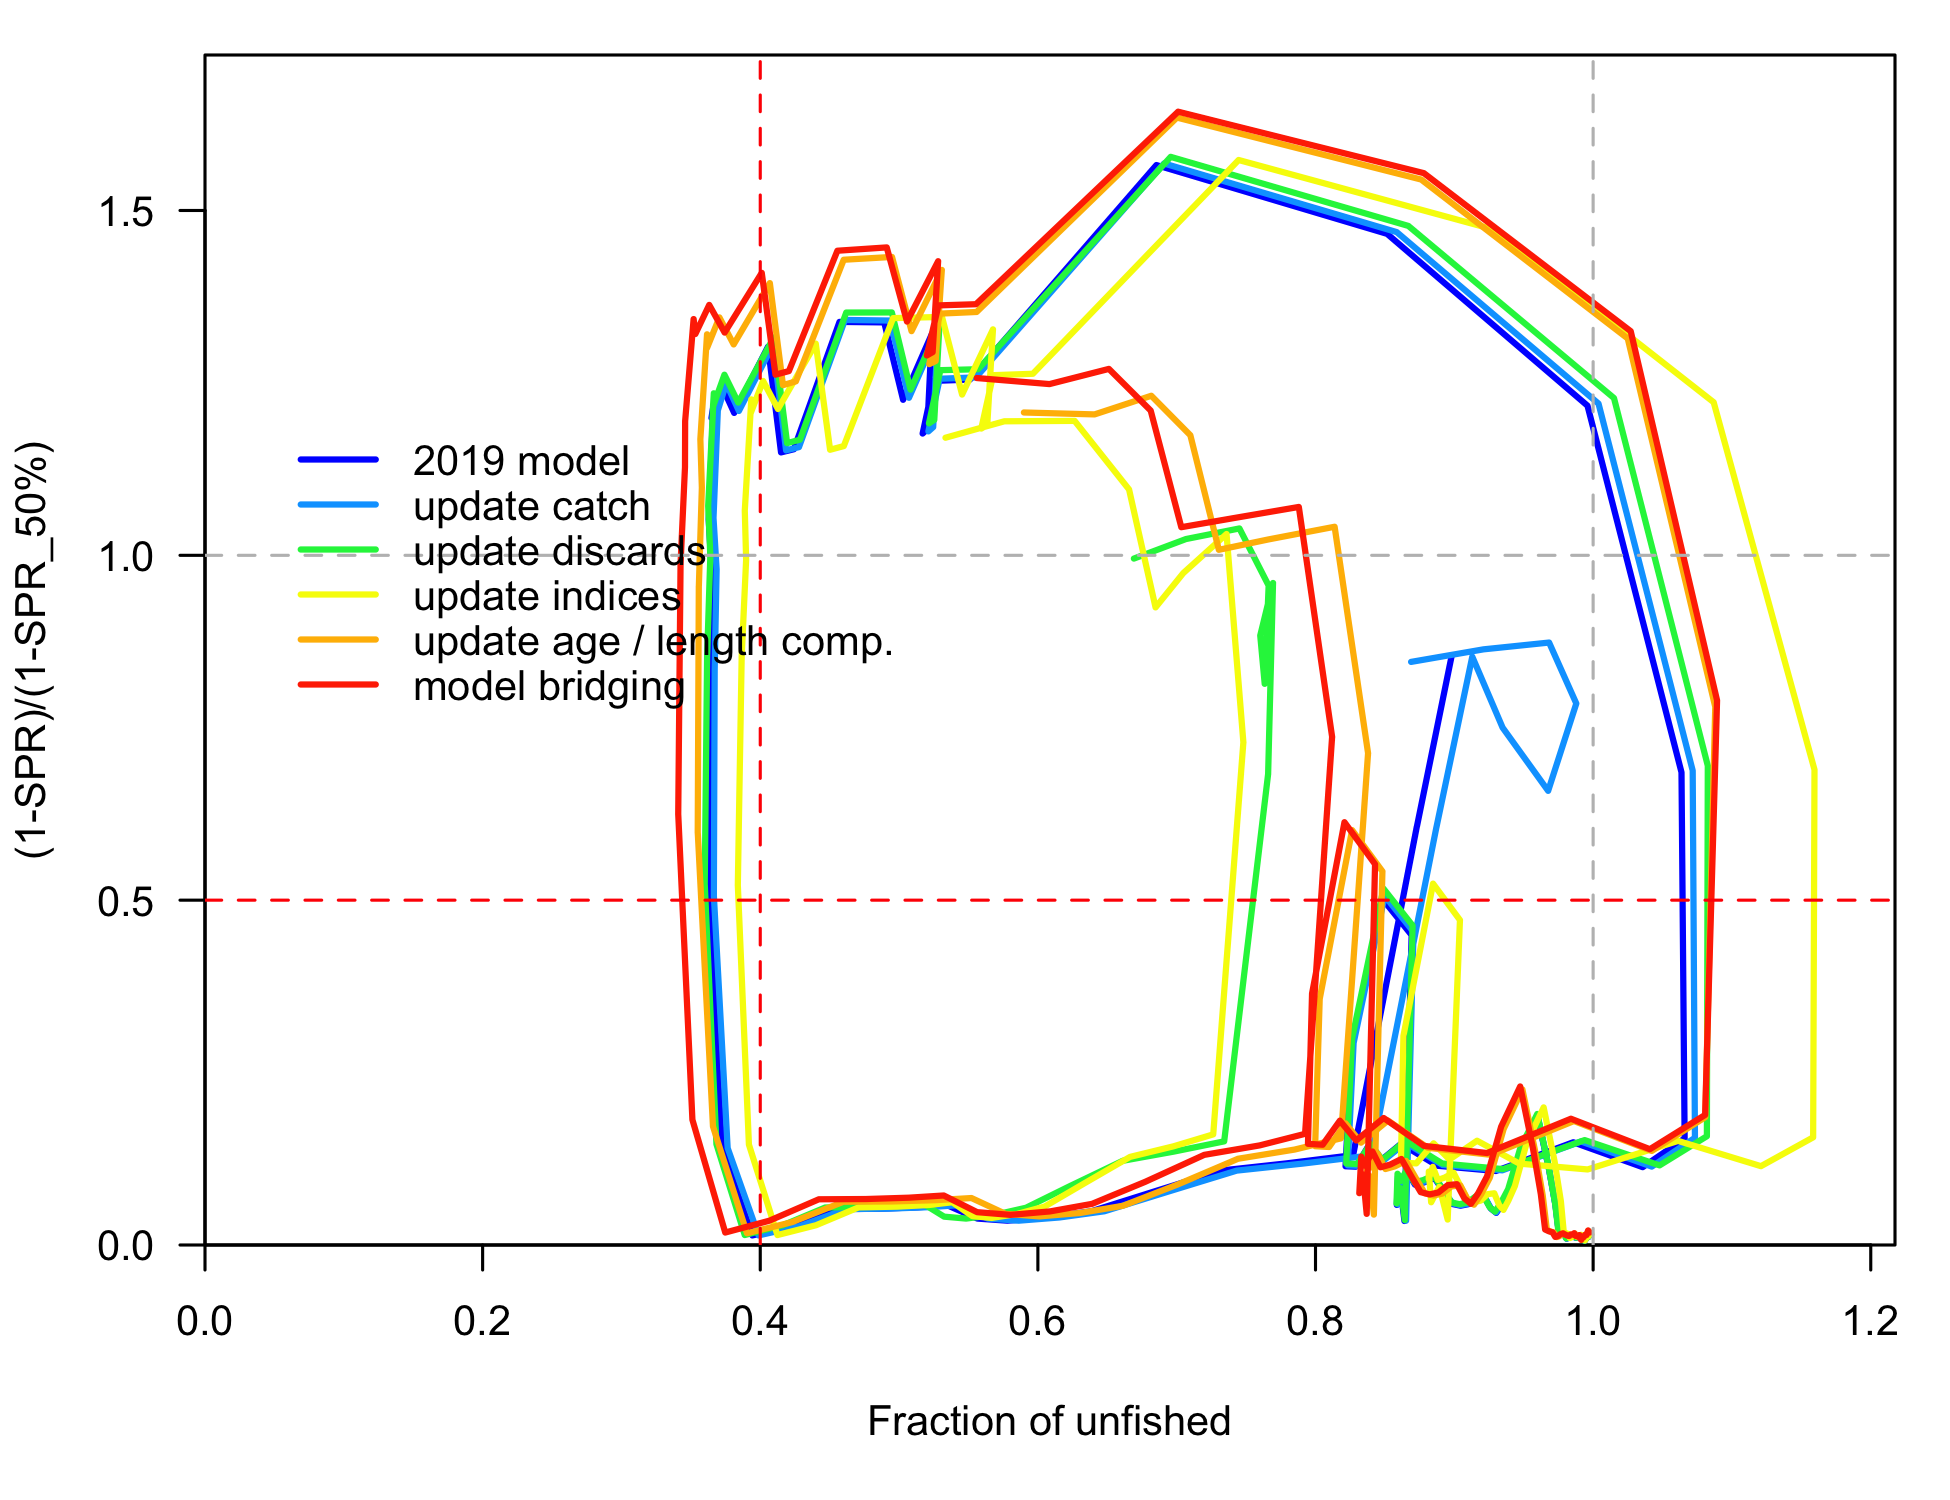 1.5
1.0
0.5
0.0
(1-SPR)/(1-SPR_50%)
2019 model
update catch
update discards
update indices
update age / length comp.
model bridging
0.0 0.2 0.4 0.6 0.8 1.0 1.2
Fraction of unfished